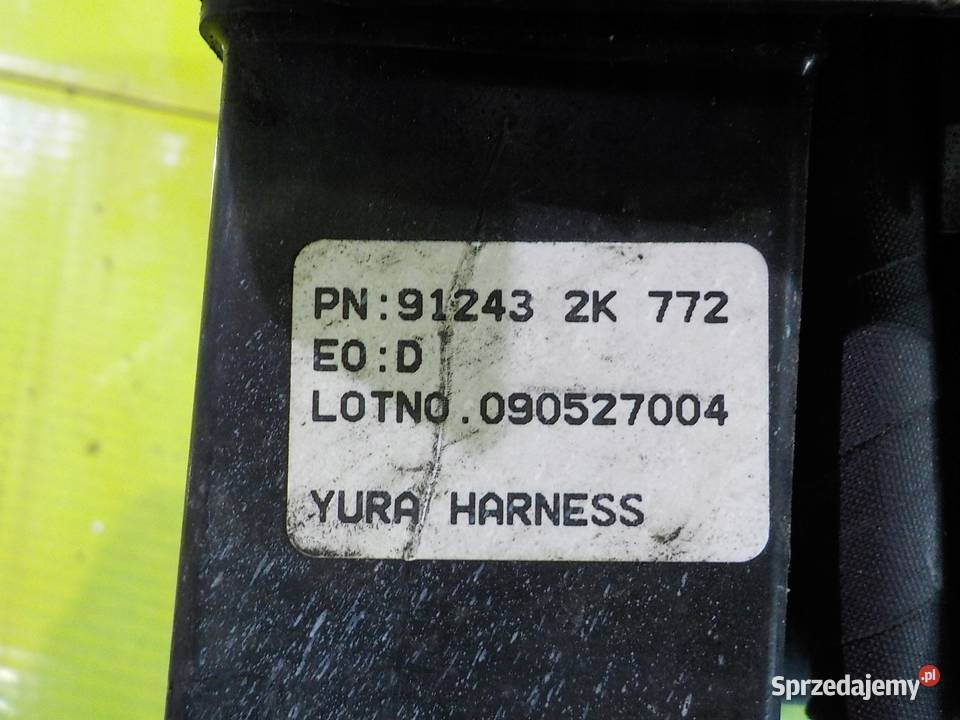 PN:91243 2K 772
EO:D
LOTNO.090527004
YURA HARNESS
Sprzedajemy.pl